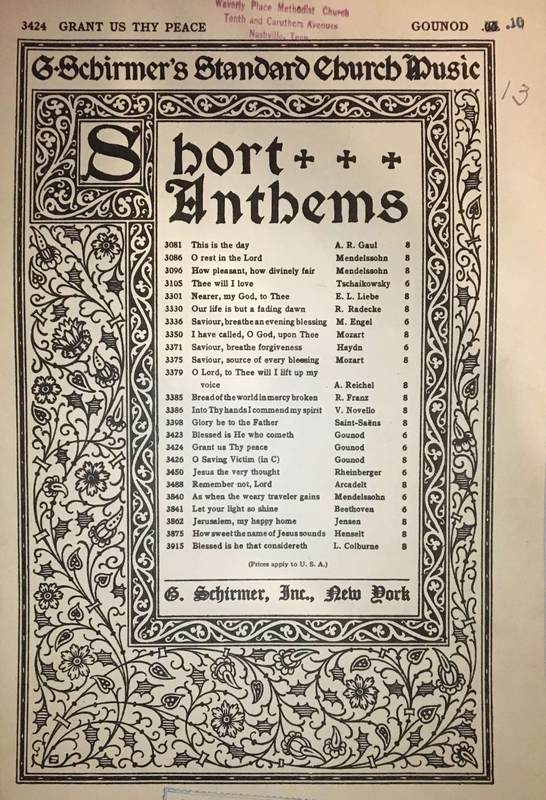 Waverly Place Methodist Church
Tenth and Caruthers Avenues
Nashville, Tenn.
3424 GRANT US THY PEACE GOUNOD .10
G. Schirmer's Standard Church Music
13
Short
Anthems
3081 This is the day A. R. Gaul 8
3086 O rest in the Lord Mendelssohn 8
3096 How pleasant, how divinely fair Mendelssohn 8
3105 Thee will I love Tschaikowsky 6
3301 Nearer, my God, to Thee E. L. Liebe 8
3330 Our life is but a fading dawn R. Radecke 8
3336 Saviour, breathe an evening blessing M. Engel 6
3350 I have called, O God, upon Thee Mozart 8
3371 Saviour, breathe forgiveness Haydn 6
3375 Saviour, source of every blessing Mozart 8
3379 O Lord, to Thee will I lift up my
voice A. Reichel 8
3385 Bread of the world in mercy broken R. Franz 8
3386 Into Thy hands I commend my spirit V. Novello 8
3398 Glory be to the Father Saint-Saëns 8
3423 Blessed is He who cometh Gounod 6
3424 Grant us Thy peace Gounod 6
3426 O Saving Victim (in C) Gounod 8
3450 Jesus the very thought Rheinberger 6
3488 Remember not, Lord Arcadelt 8
3840 As when the weary traveler gains Mendelssohn 6
3841 Let your light so shine Beethoven 6
3862 Jerusalem, my happy home Jensen 8
3875 How sweet the name of Jesus sounds Henselt 8
3915 Blessed is he that considereth L. Colburne 8
(Prices apply to U. S. A.)
G. Schirmer, Inc., New York